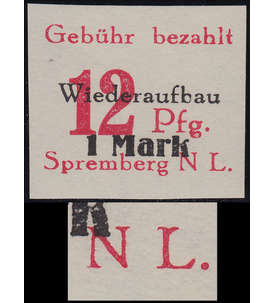 Gebühr bezahlt
Wiederaufbau
12 Pfg.
1 Mark
Spremberg N L.
N L.